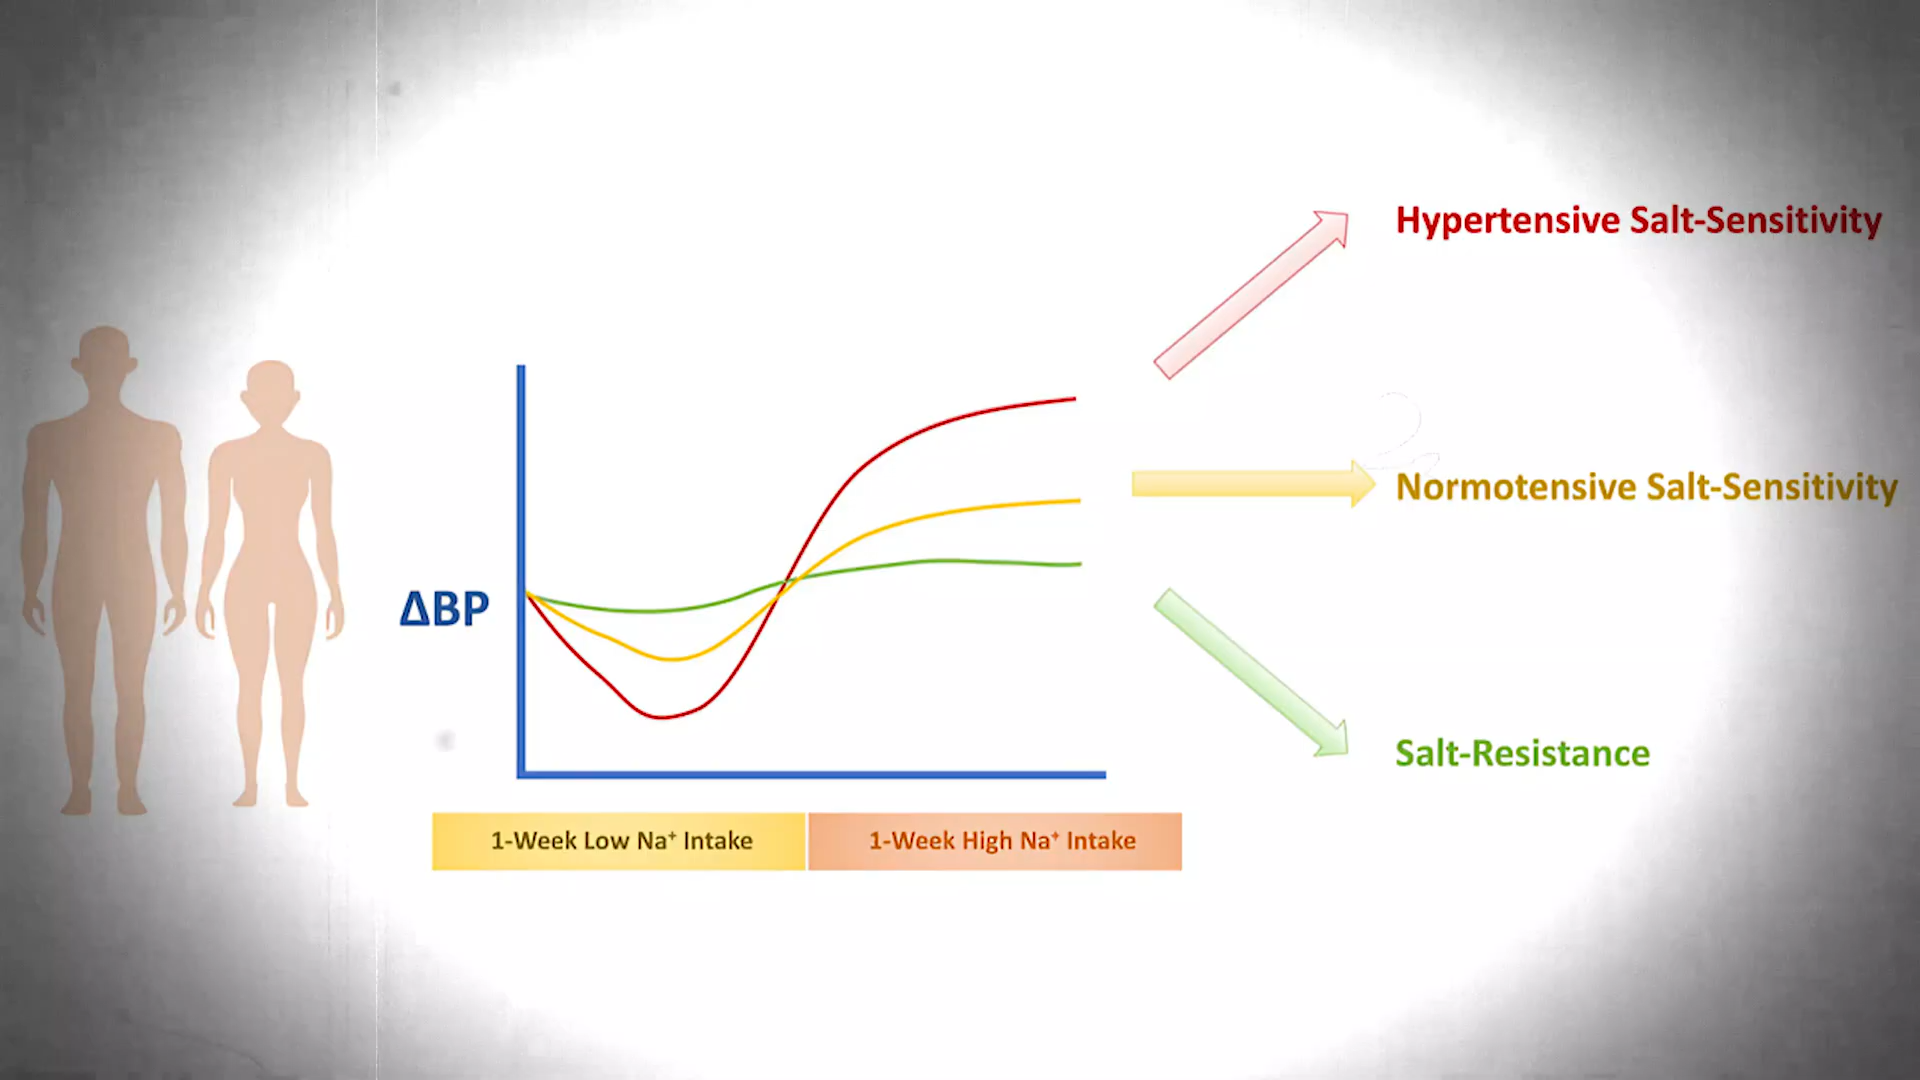 Hypertensive Salt-Sensitivity
Normotensive Salt-Sensitivity
ΔBP
Salt-Resistance
1-Week Low Na⁺ Intake
1-Week High Na⁺ Intake